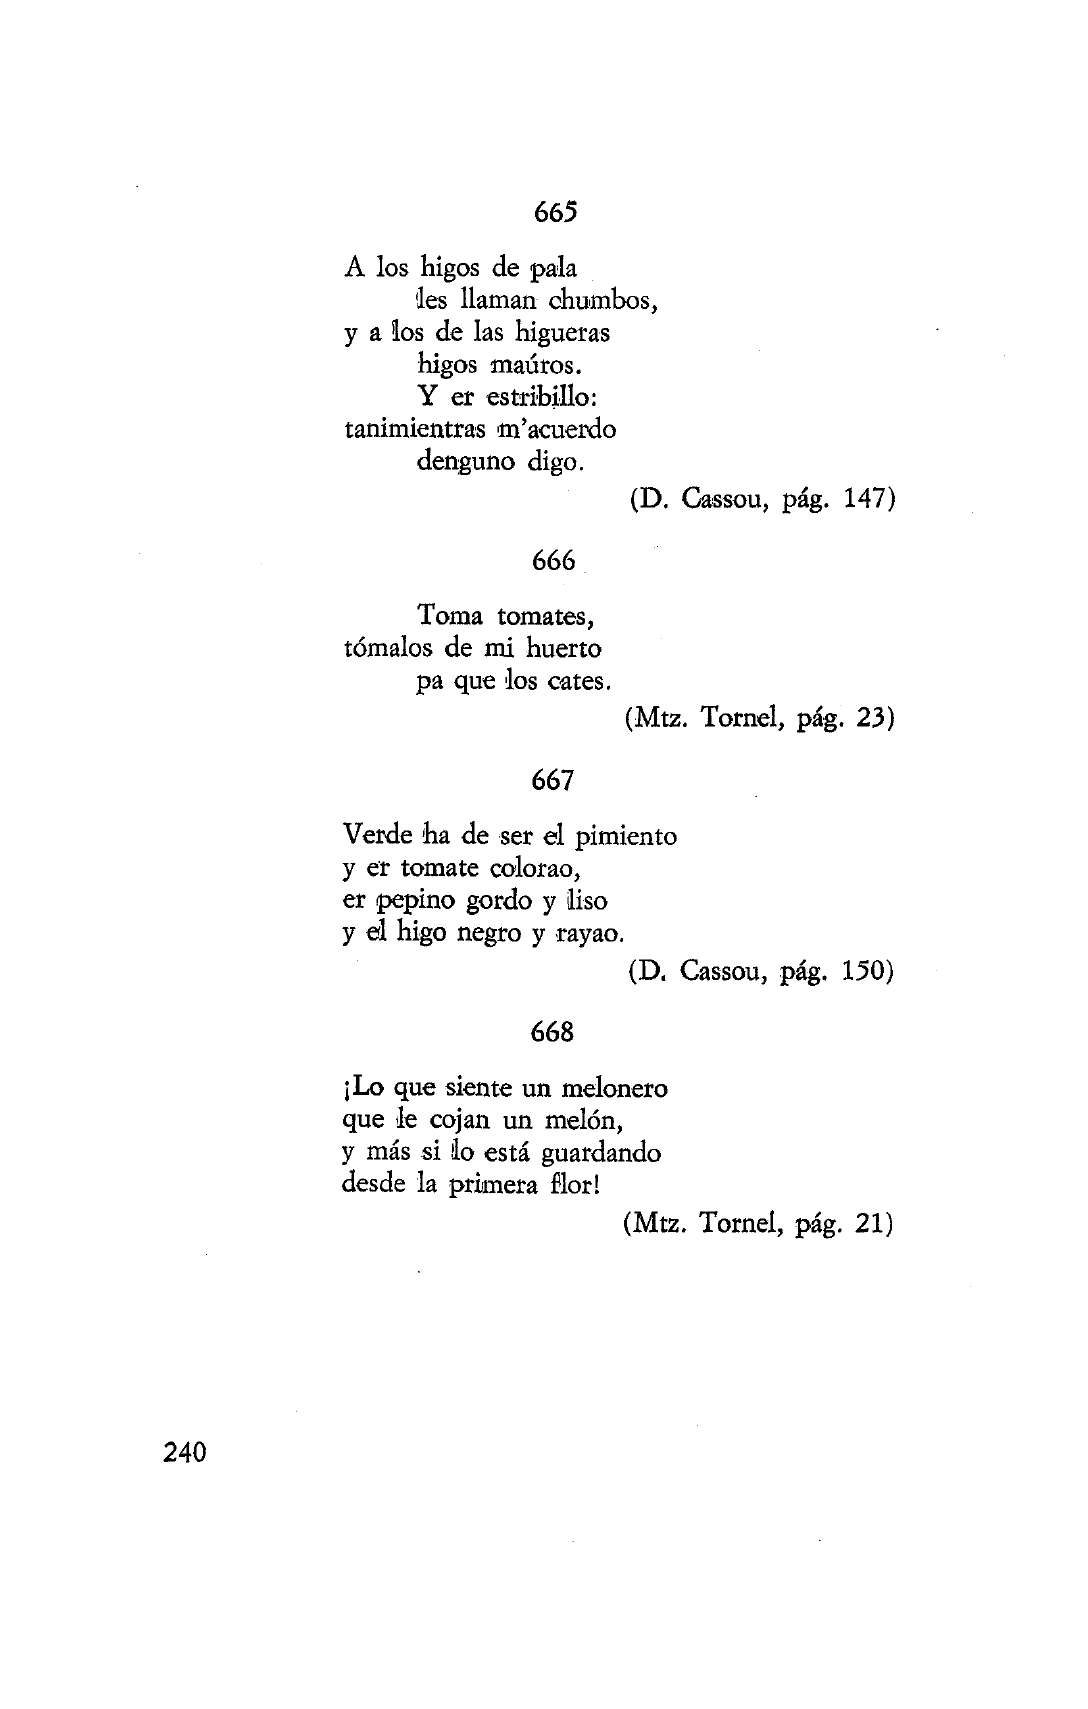 665
A los higos de pala
les llaman chumbos,
y a los de las higueras
higos maúros.
Y er estribillo:
tanimientras m'acuerdo
denguno digo.
(D. Cassou, pág. 147)
666
Toma tomates,
tómalos de mi huerto
pa que los cates.
(Mtz. Tornel, pág. 23)
667
Verde ha de ser el pimiento
y er tomate colorao,
er pepino gordo y liso
y el higo negro y rayao.
(D. Cassou, pág. 150)
668
¡Lo que siente un melonero
que le cojan un melón,
y más si lo está guardando
desde la primera flor!
(Mtz. Tornel, pág. 21)
240